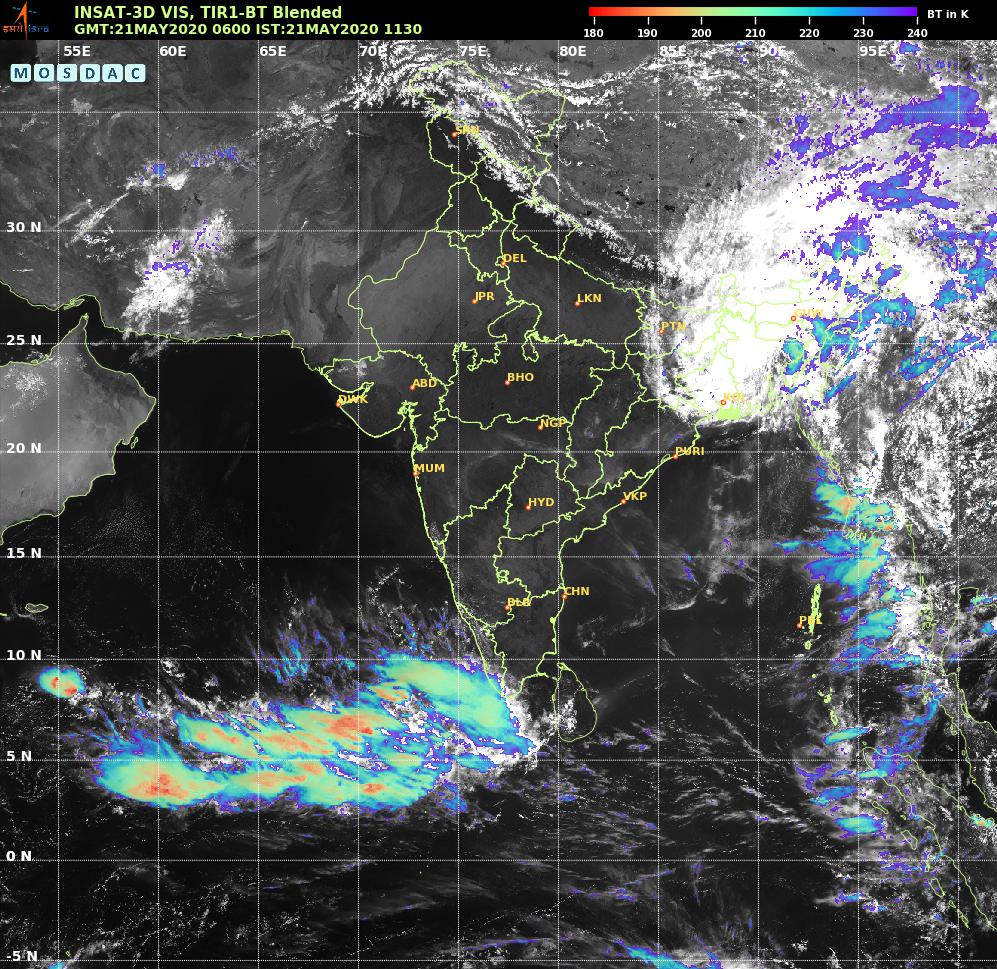 INSAT-3D VIS, TIR1-BT Blended
GMT:21MAY2020 0600 IST:21MAY2020 1130
BT in K
180 190 200 210 220 230 240
55E 60E 65E 70E 75E 80E 85E 90E 95E
MOSDAC
30 N
DEL
JPR
LKN
PTN
25 N
BHO
ABD
DWK
NGP
20 N
PURI
MUM
VKP
HYD
15 N
CHN
BLR
10 N
5 N
0 N
-5 N